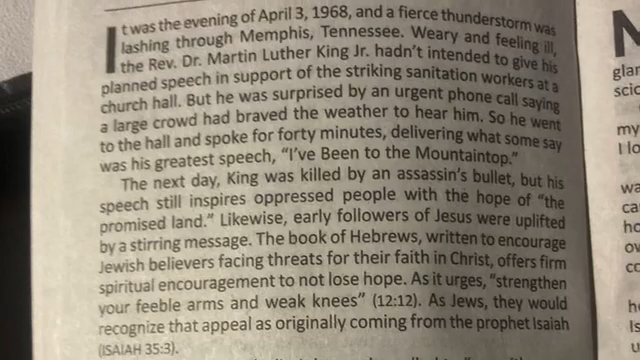 It was the evening of April 3, 1968, and a fierce thunderstorm was
lashing through Memphis, Tennessee. Weary and feeling ill,
the Rev. Dr. Martin Luther King Jr. hadn't intended to give his
planned speech in support of the striking sanitation workers at a
church hall. But he was surprised by an urgent phone call saying
a large crowd had braved the weather to hear him. So he went
to the hall and spoke for forty minutes, delivering what some say
was his greatest speech, "I've Been to the Mountaintop."
The next day, King was killed by an assassin's bullet, but his
speech still inspires oppressed people with the hope of "the
promised land." Likewise, early followers of Jesus were uplifted
by a stirring message. The book of Hebrews, written to encourage
Jewish believers facing threats for their faith in Christ, offers firm
spiritual encouragement to not lose hope. As it urges, "strengthen
your feeble arms and weak knees" (12:12). As Jews, they would
recognize that appeal as originally coming from the prophet Isaiah
(ISAIAH 35:3).